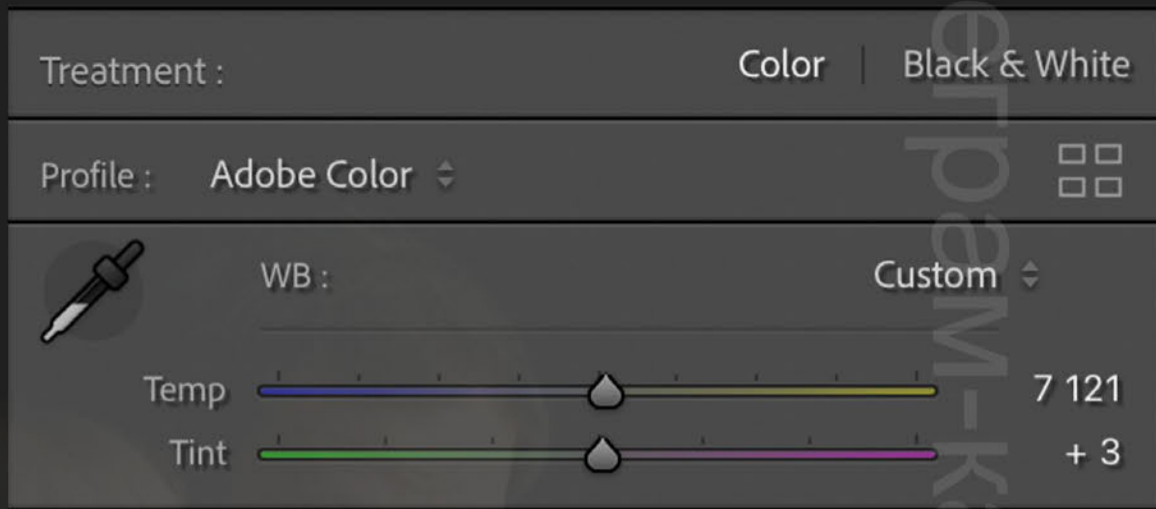 Treatment : Color | Black & White
Profile : Adobe Color
WB : Custom
Temp 7 121
Tint + 3